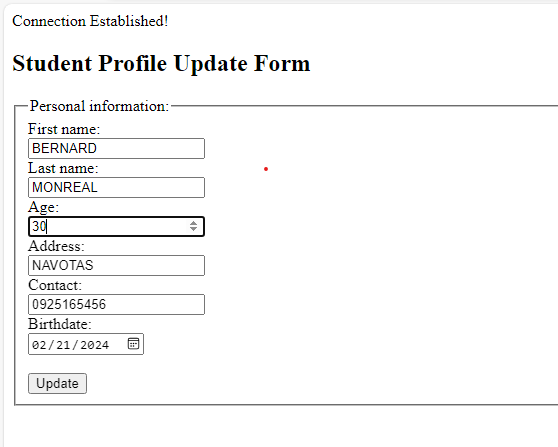 Connection Established!
Student Profile Update Form
Personal information:
First name:
BERNARD
Last name:
MONREAL
Age:
30
Address:
NAVOTAS
Contact:
0925165456
Birthdate:
02/21/2024
Update